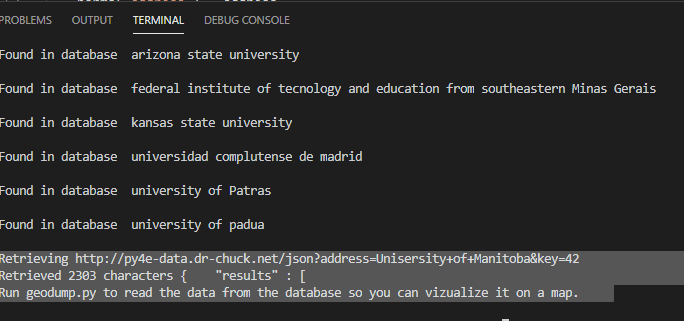 PROBLEMS OUTPUT TERMINAL DEBUG CONSOLE
Found in database arizona state university
Found in database federal institute of tecnology and education from southeastern Minas Gerais
Found in database kansas state university
Found in database universidad complutense de madrid
Found in database university of Patras
Found in database university of padua
Retrieving http://py4e-data.dr-chuck.net/json?address=Unisersity+of+Manitoba&key=42
Retrieved 2303 characters { "results" : [
Run geodump.py to read the data from the database so you can vizualize it on a map.